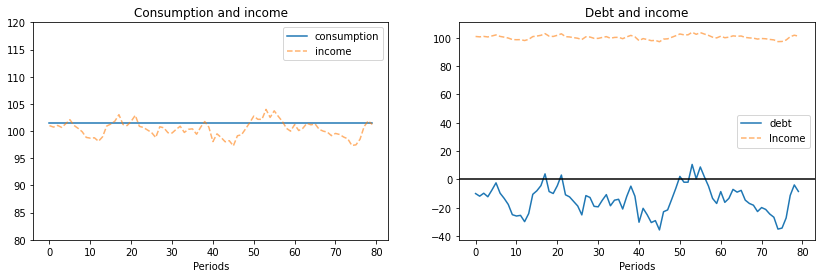 Consumption and income
120
115
110
105
100
95
90
85
80
consumption
income
0 10 20 30 40 50 60 70 80
Periods
Debt and income
100
80
60
40
20
0
−20
−40
debt
Income
0 10 20 30 40 50 60 70 80
Periods